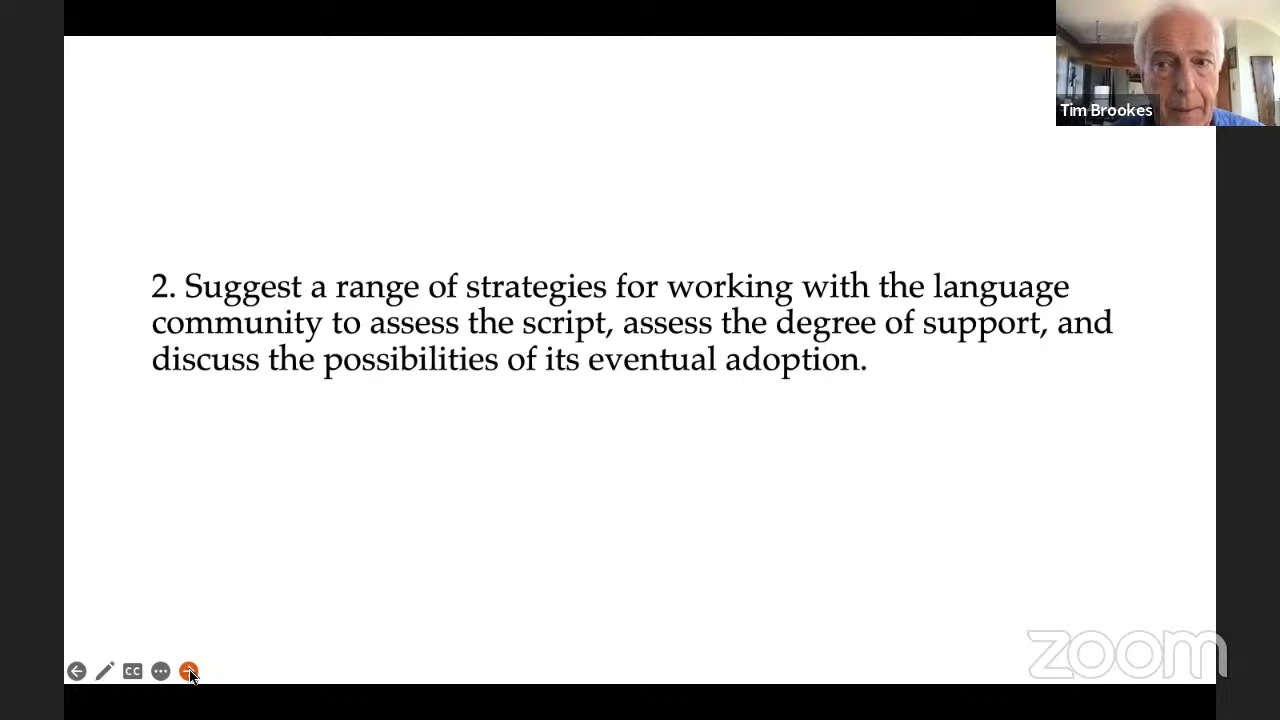 Tim Brookes
2. Suggest a range of strategies for working with the language
community to assess the script, assess the degree of support, and
discuss the possibilities of its eventual adoption.
CC
zoom